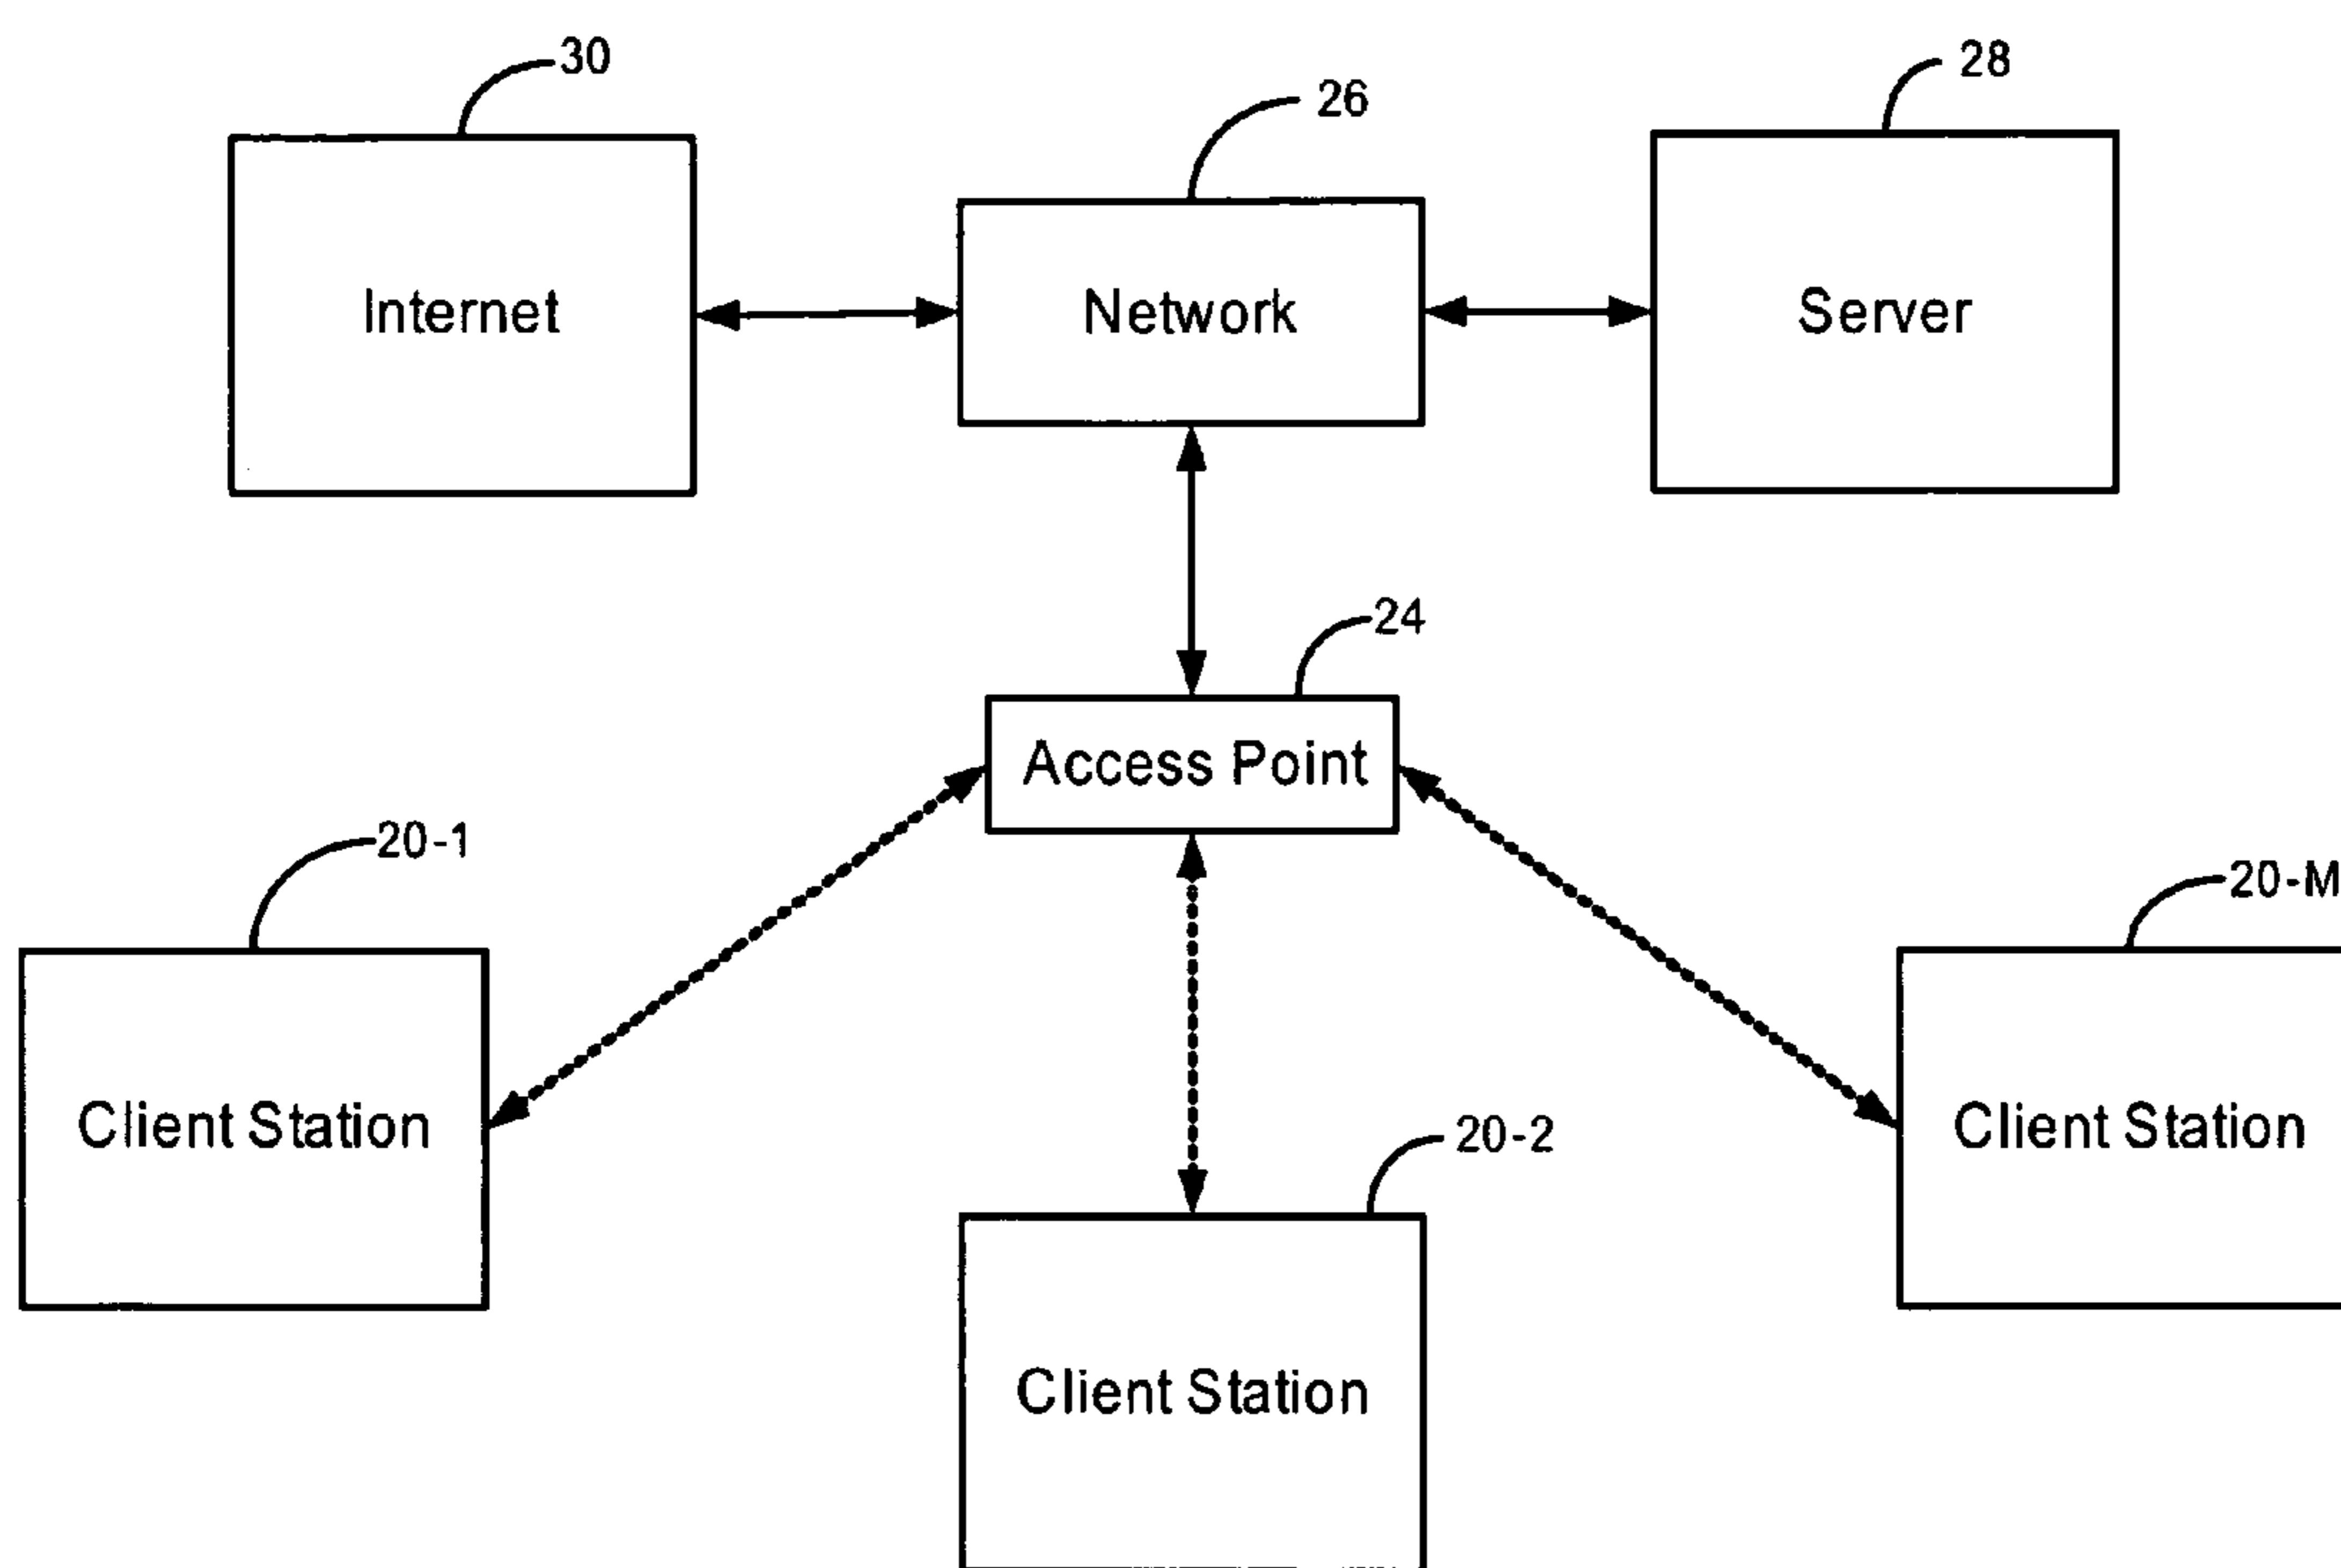 30
26
28
Internet
Network
Server
24
Access Point
20-1
20-M
Client Station
20-2
Client Station
Client Station